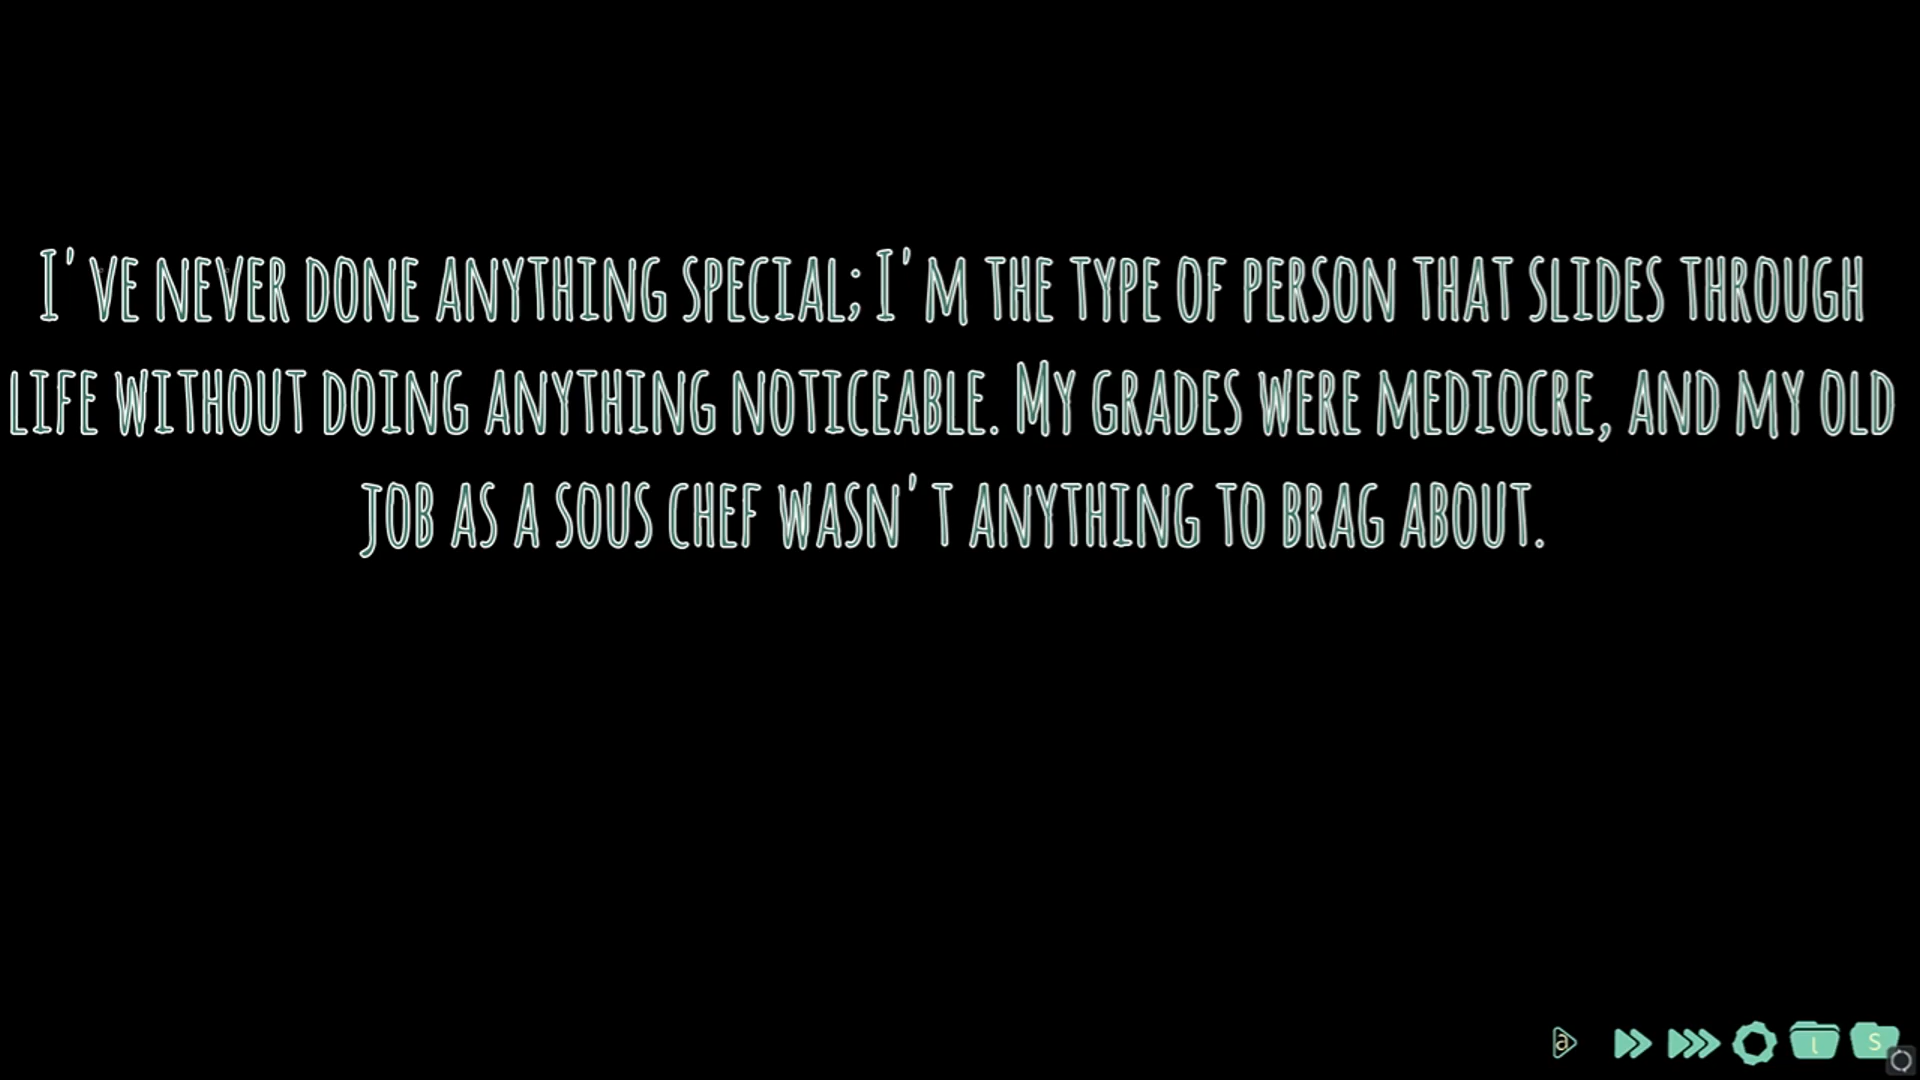 I've never done anything special; I'm the type of person that slides through
life without doing anything noticeable. My grades were mediocre, and my old
job as a sous chef wasn't anything to brag about.
a
l
S